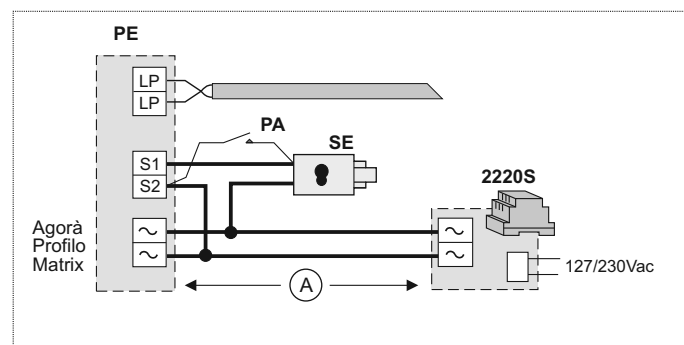 PE
LP
LP
PA
SE
S1
S2
2220S
Agorà
Profilo
Matrix
~
~
~
~
127/230Vac
A